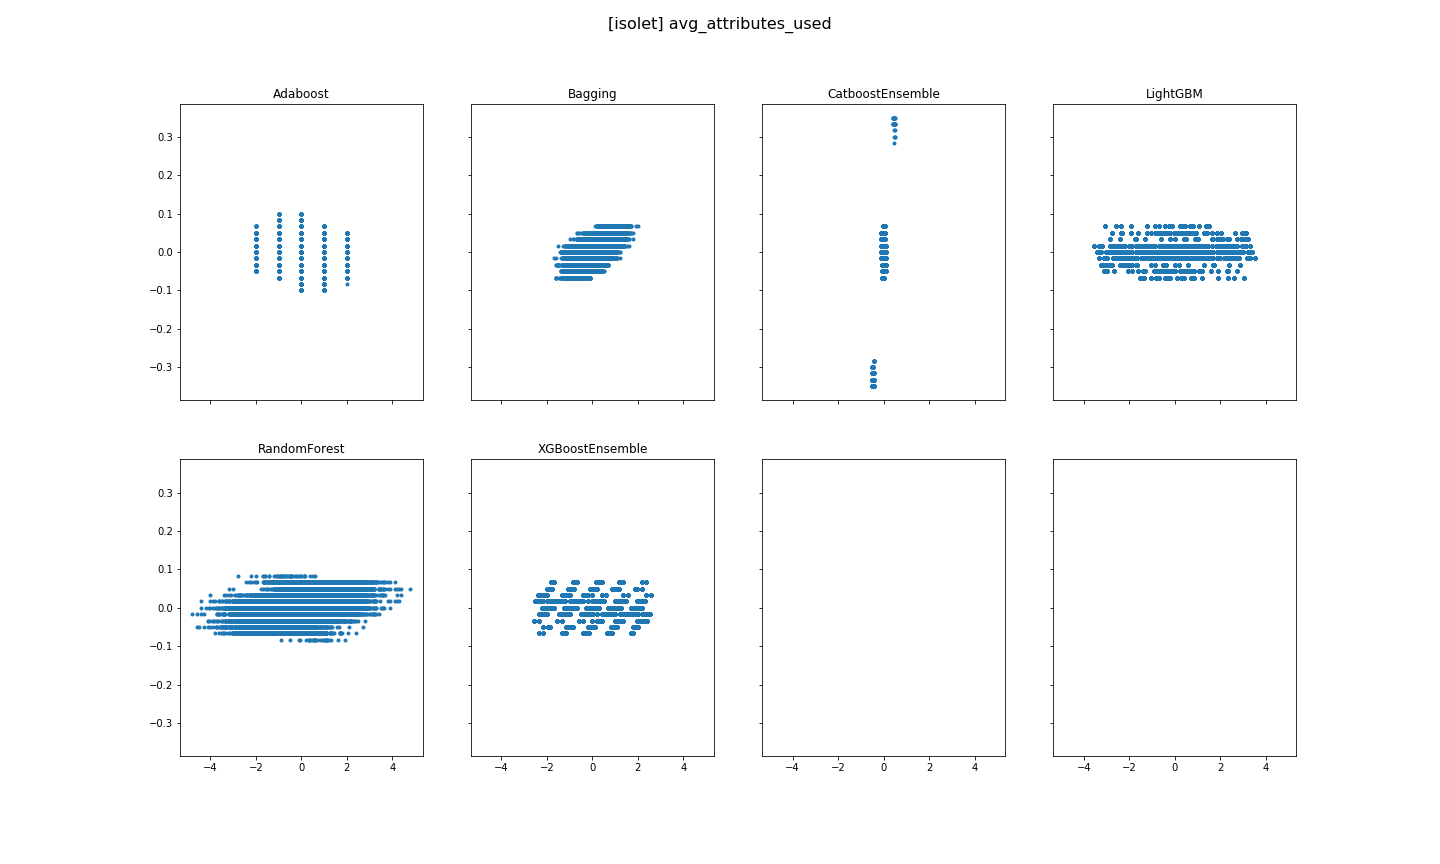 [isolet] avg_attributes_used
Adaboost
Bagging
CatboostEnsemble
LightGBM
0.3
0.2
0.1
0.0
−0.1
−0.2
−0.3
RandomForest
XGBoostEnsemble
0.3
0.2
0.1
0.0
−0.1
−0.2
−0.3
−4 −2 0 2 4
−4 −2 0 2 4
−4 −2 0 2 4
−4 −2 0 2 4